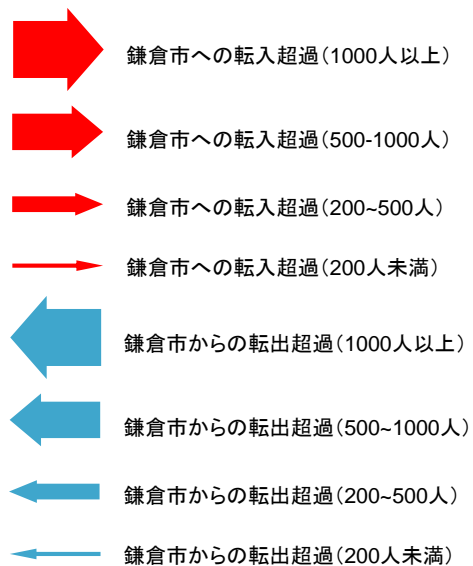 鎌倉市への転入超過（1000人以上）
鎌倉市への転入超過（500-1000人）
鎌倉市への転入超過（200~500人）
鎌倉市への転入超過（200人未満）
鎌倉市からの転出超過（1000人以上）
鎌倉市からの転出超過（500~1000人）
鎌倉市からの転出超過（200~500人）
鎌倉市からの転出超過（200人未満）